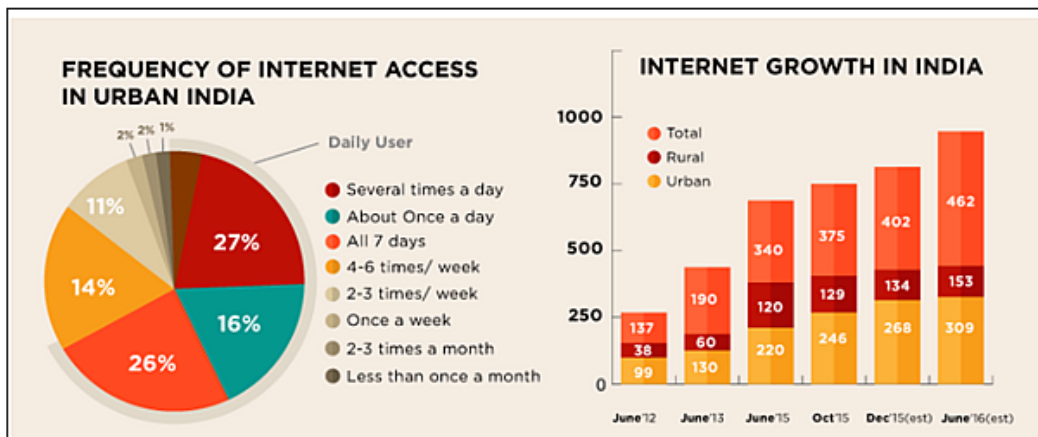 FREQUENCY OF INTERNET ACCESS
IN URBAN INDIA
2%
2%
1%
Daily User
11%
27%
14%
16%
26%
Several times a day
About Once a day
All 7 days
4-6 times/ week
2-3 times/ week
Once a week
2-3 times a month
Less than once a month
INTERNET GROWTH IN INDIA
1000
750
500
250
0
Total
Rural
Urban
137
38
99
190
60
130
340
120
220
375
129
246
402
134
268
462
153
309
June'12
June'13
June'15
Oct'15
Dec'15(est)
June'16(est)